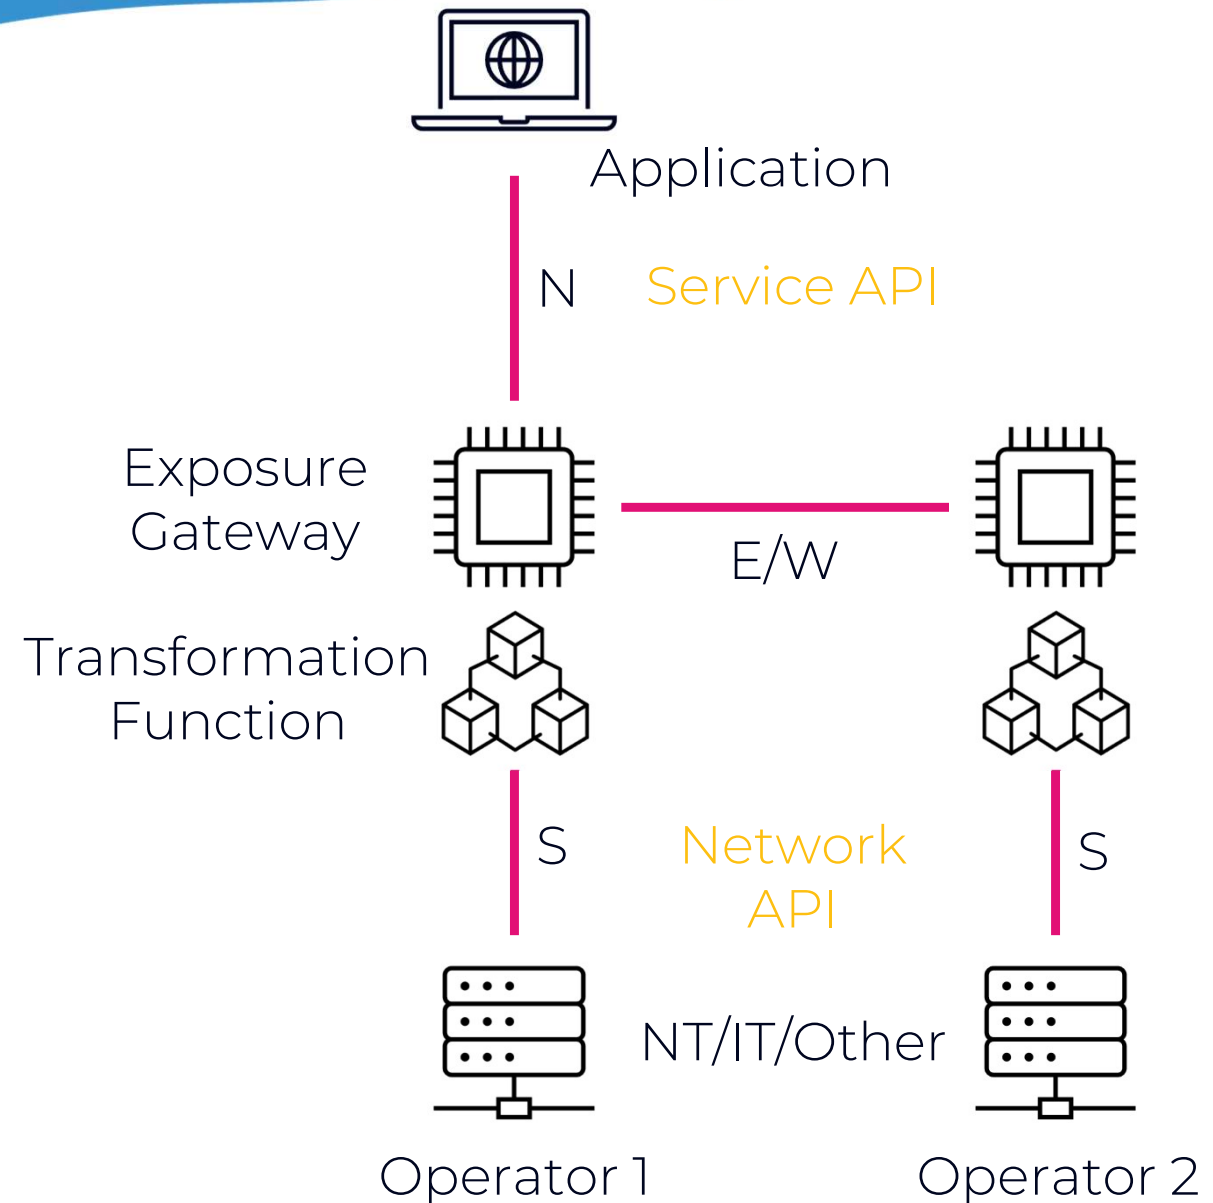 Application
N
Service API
Exposure
Gateway
E/W
Transformation
Function
S
Network
API
S
NT/IT/Other
Operator 1
Operator 2